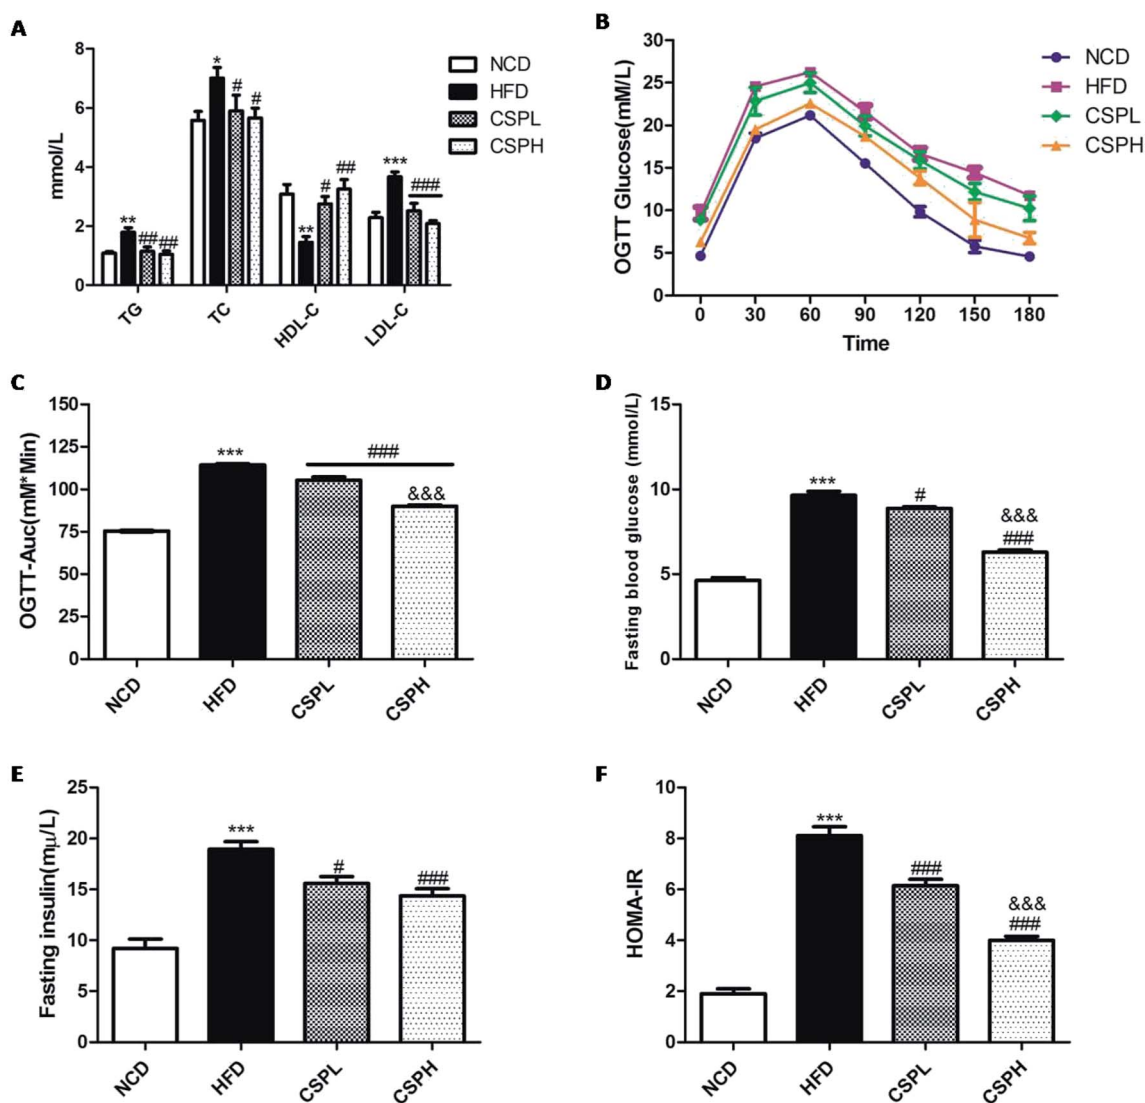 A
mmol/L
8
6
4
2
0
**
##
##
*
#
#
**
#
##
***
###
TG
TC
HDL-C
LDL-C
NCD
HFD
CSPL
CSPH
B
OGTT Glucose(mM/L)
30
25
20
15
10
5
0
0 30 60 90 120 150 180
Time
NCD
HFD
CSPL
CSPH
C
OGTT-Auc(mM*Min)
150
125
100
75
50
25
0
***
###
&&&
NCD
HFD
CSPL
CSPH
D
Fasting blood glucose (mmol/L)
15
10
5
0
***
#
&&&
###
NCD
HFD
CSPL
CSPH
E
Fasting insulin(mμ/L)
25
20
15
10
5
0
***
#
###
NCD
HFD
CSPL
CSPH
F
HOMA-IR
10
8
6
4
2
0
***
###
&&&
###
NCD
HFD
CSPL
CSPH